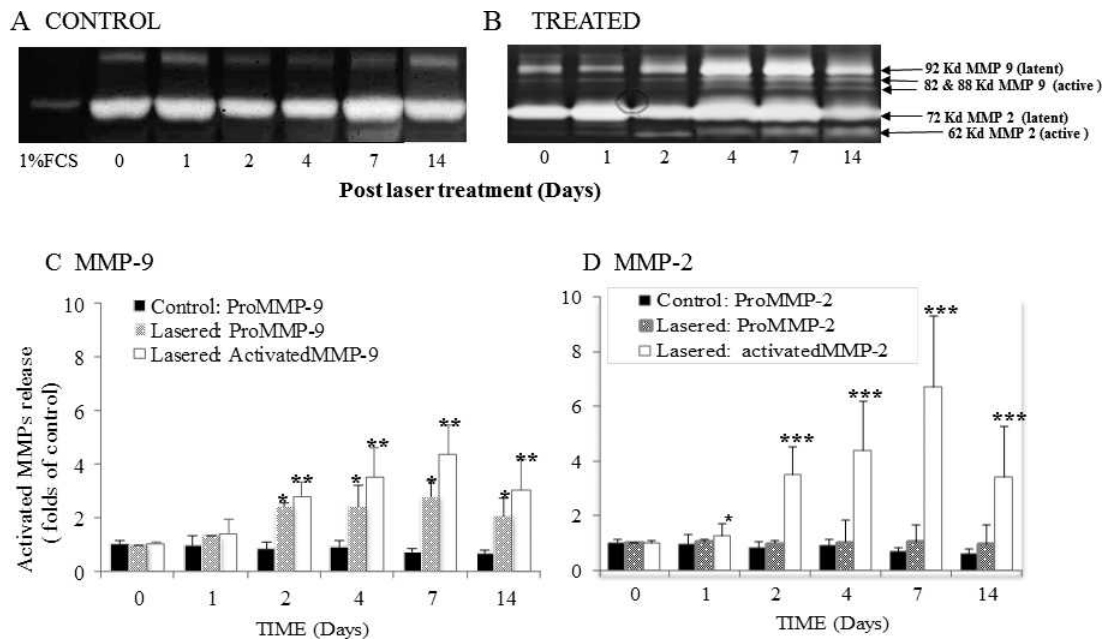 A CONTROL
B TREATED
92 Kd MMP 9 (latent)
82 & 88 Kd MMP 9 (active )
72 Kd MMP 2 (latent)
62 Kd MMP 2 (active )
1%FCS 0 1 2 4 7 14
0 1 2 4 7 14
Post laser treatment (Days)
C MMP-9
Activated MMPs release
( folds of control)
10
8
6
4
2
0
Control: ProMMP-9
Lasered: ProMMP-9
Lasered: ActivatedMMP-9
* ** * ** * ** * **
0 1 2 4 7 14
TIME (Days)
D MMP-2
10
8
6
4
2
0
Control: ProMMP-2
Lasered: ProMMP-2
Lasered: activatedMMP-2
* *** *** *** ***
0 1 2 4 7 14
TIME (Days)